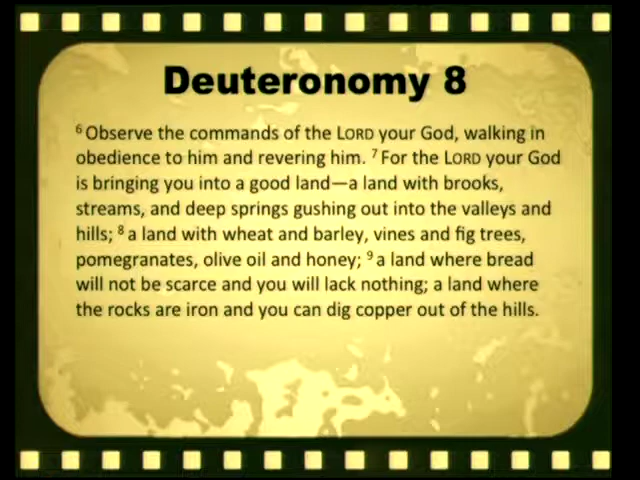 Deuteronomy 8
⁶ Observe the commands of the LORD your God, walking in
obedience to him and revering him. ⁷ For the LORD your God
is bringing you into a good land—a land with brooks,
streams, and deep springs gushing out into the valleys and
hills; ⁸ a land with wheat and barley, vines and fig trees,
pomegranates, olive oil and honey; ⁹ a land where bread
will not be scarce and you will lack nothing; a land where
the rocks are iron and you can dig copper out of the hills.